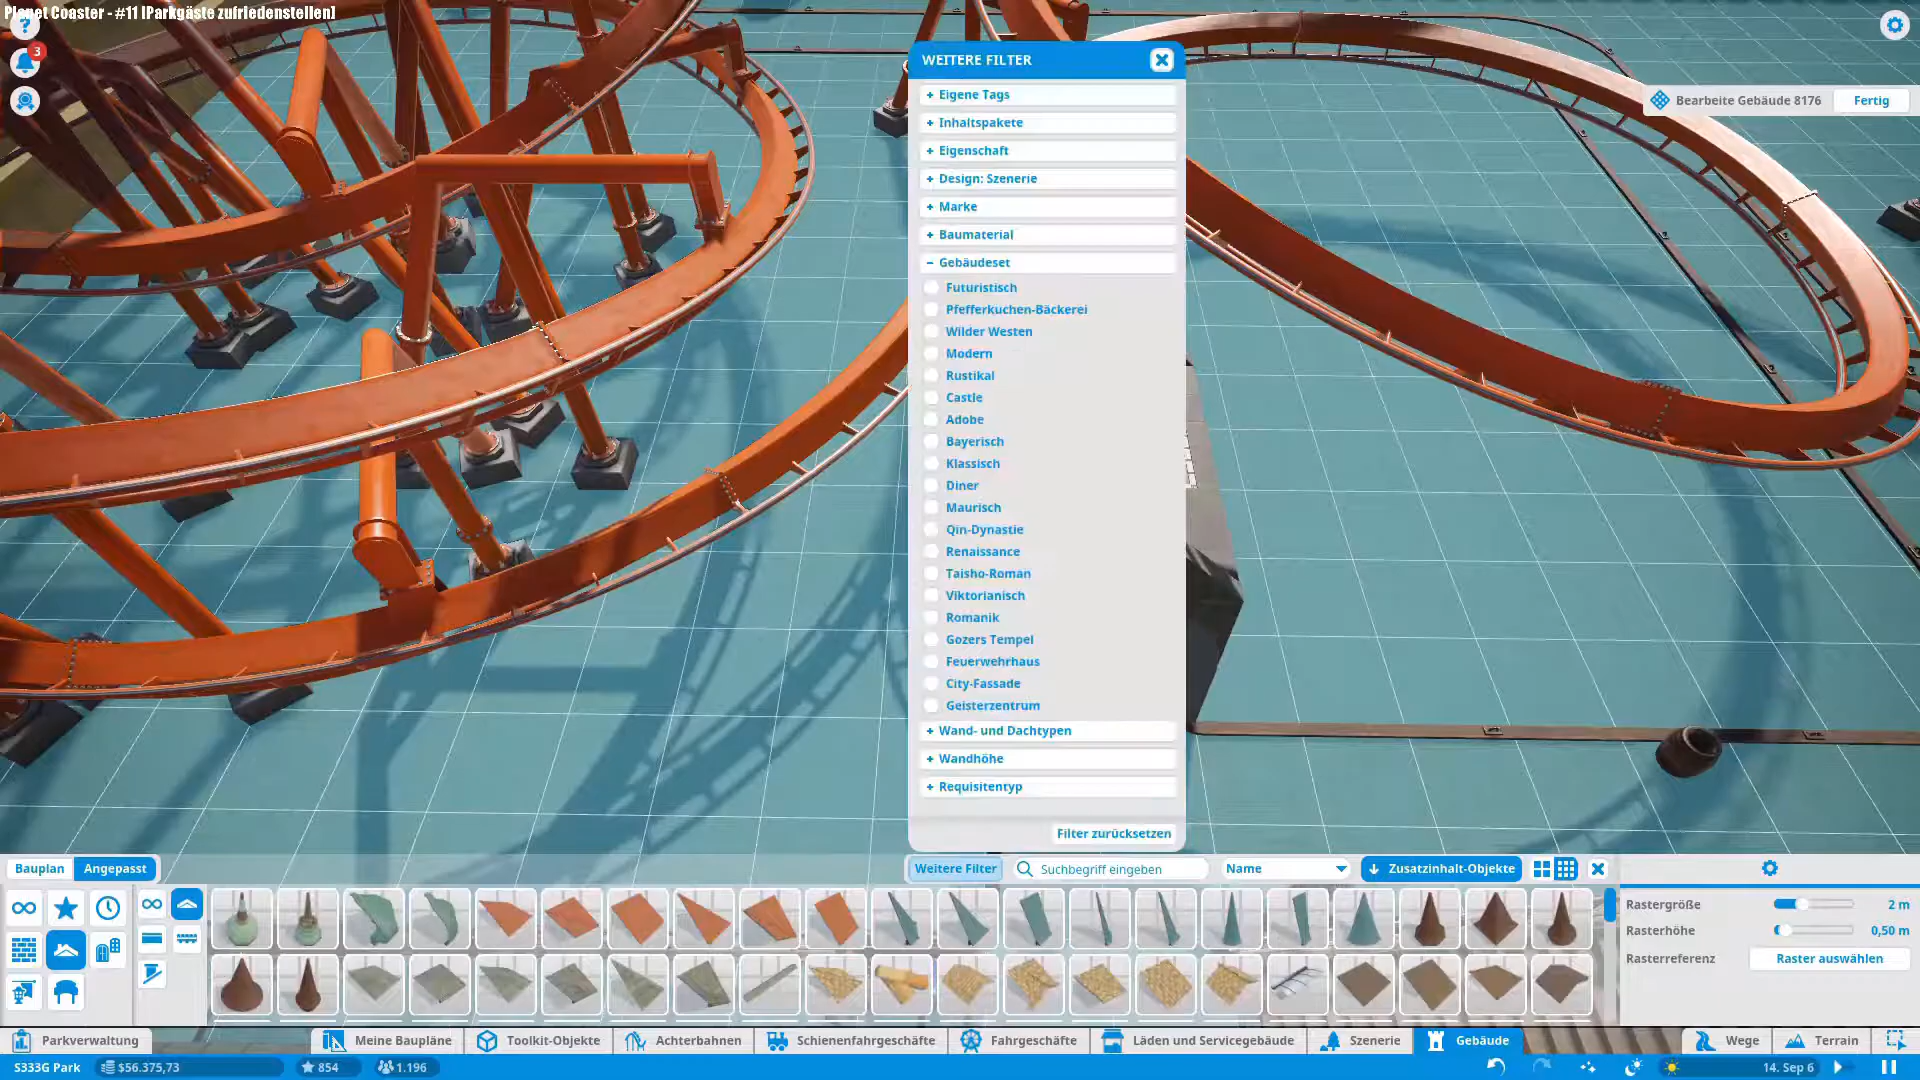 Planet Coaster - #11 [Parkgäste zufriedenstellen]
?
3
WEITERE FILTER
+ Eigene Tags
+ Inhaltspakete
+ Eigenschaft
+ Design: Szenerie
+ Marke
+ Baumaterial
− Gebäudeset
Futuristisch
Pfefferkuchen-Bäckerei
Wilder Westen
Modern
Rustikal
Castle
Adobe
Bayerisch
Klassisch
Diner
Maurisch
Qin-Dynastie
Renaissance
Taisho-Roman
Viktorianisch
Romanik
Gozers Tempel
Feuerwehrhaus
City-Fassade
Geisterzentrum
+ Wand- und Dachtypen
+ Wandhöhe
+ Requisitentyp
Filter zurücksetzen
Bearbeite Gebäude 8176 Fertig
Bauplan Angepasst
Weitere Filter Suchbegriff eingeben Name Zusatzinhalt-Objekte
Rastergröße 2 m
Rasterhöhe 0,50 m
Rasterreferenz Raster auswählen
Parkverwaltung Meine Baupläne Toolkit-Objekte Achterbahnen Schienenfahrgeschäfte Fahrgeschäfte Läden und Servicegebäude Szenerie Gebäude Wege Terrain
S333G Park $56.375,73 854 1.196 14. Sep 6